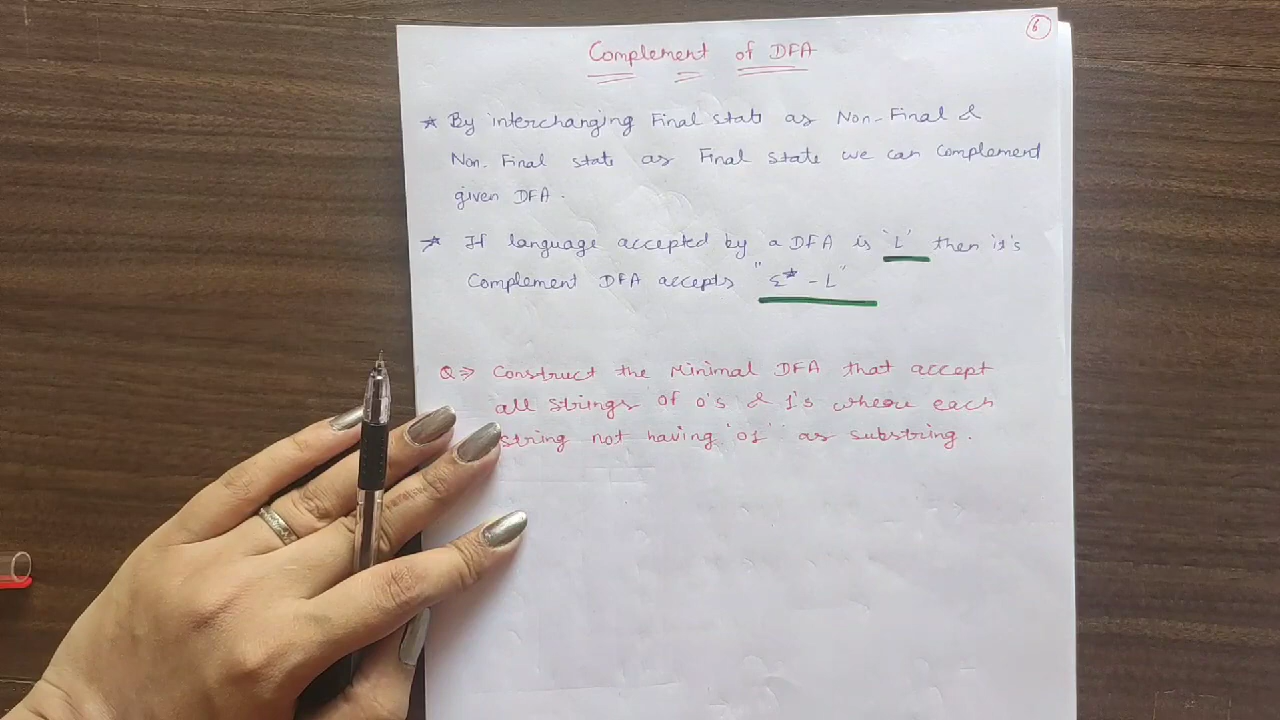 6
Complement of DFA
* By interchanging Final state as Non-Final &
Non-Final state as Final state we can complement
given DFA.
* If language accepted by a DFA is 'L' then it's
Complement DFA accepts "Σ* - L"
Q⇒ Construct the Minimal DFA that accept
all strings of 0's & 1's where each
string not having '01' as substring.